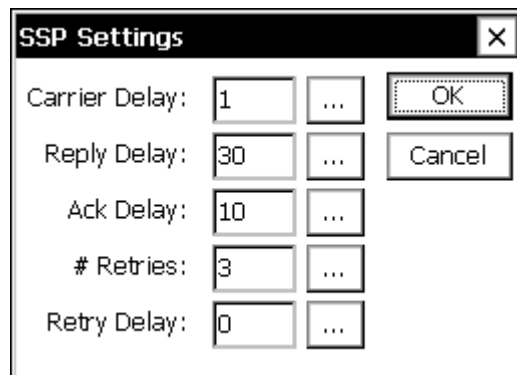 SSP Settings
Carrier Delay: 1 ... OK
Reply Delay: 30 ... Cancel
Ack Delay: 10 ...
# Retries: 3 ...
Retry Delay: 0 ...